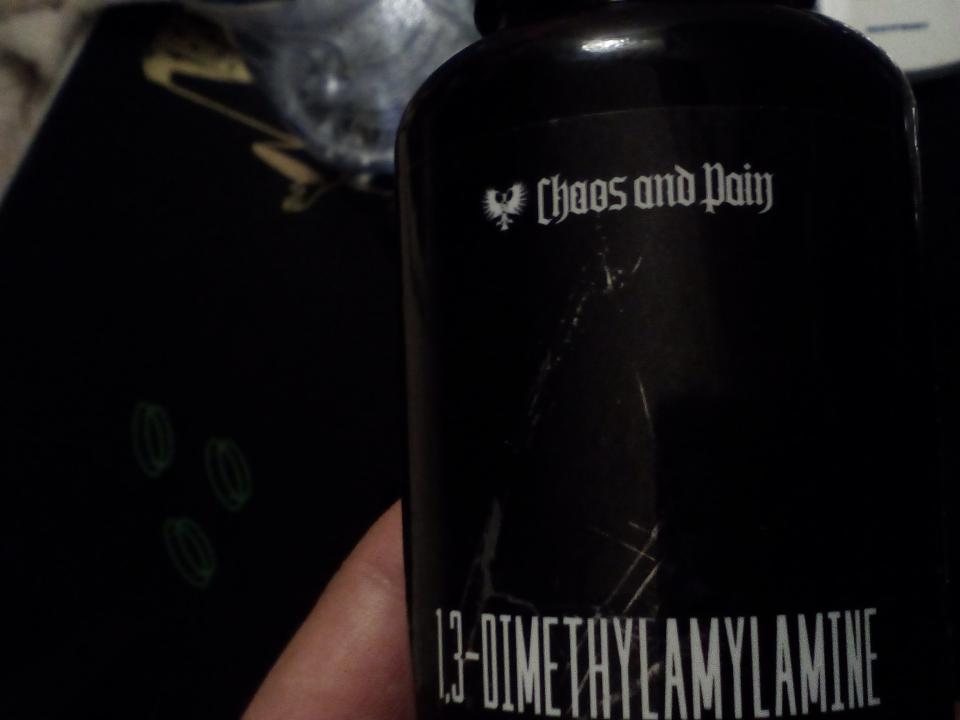 Chaos and Pain
1,3-DIMETHYLAMYLAMINE